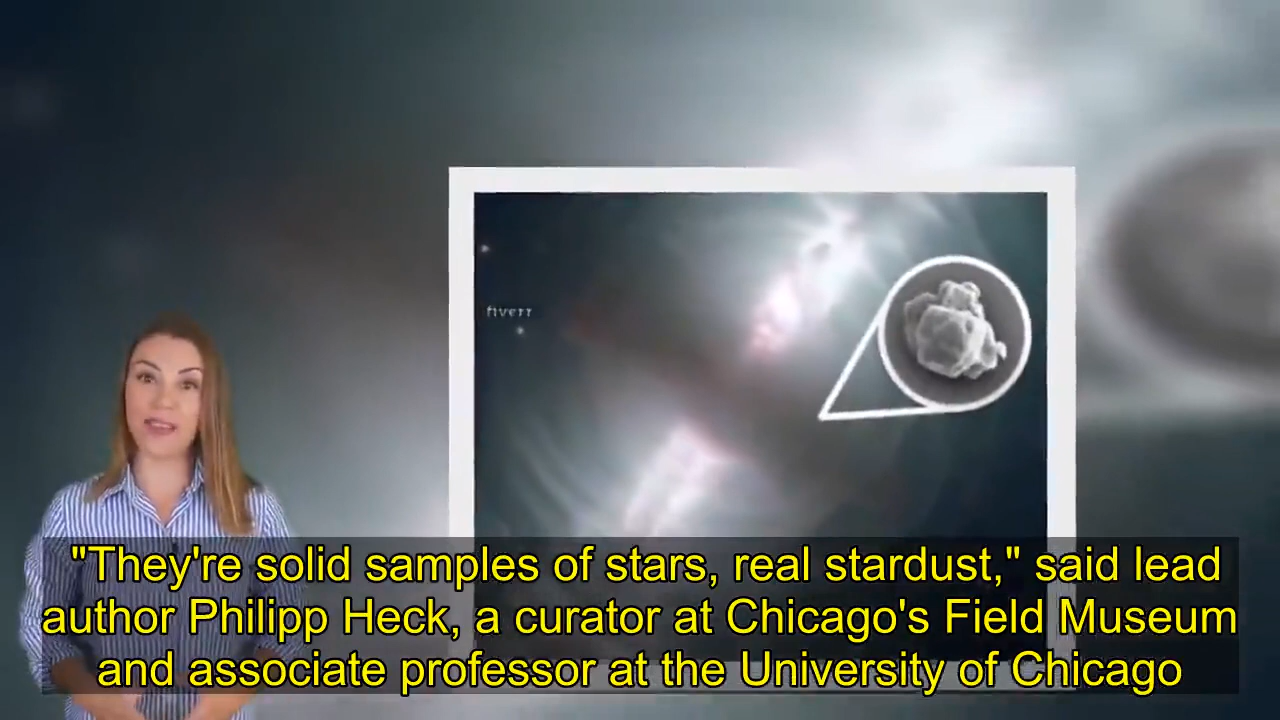 fiverr
"They're solid samples of stars, real stardust," said lead
author Philipp Heck, a curator at Chicago's Field Museum
and associate professor at the University of Chicago